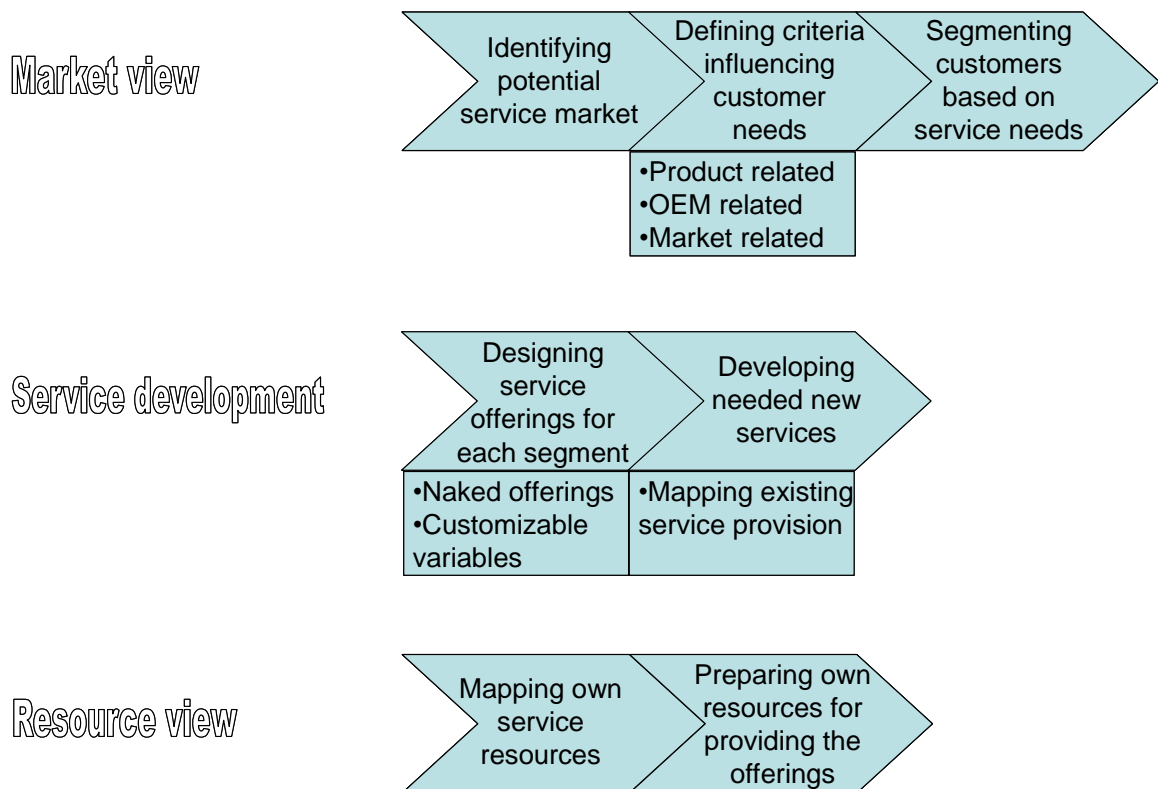 Market view
Identifying
potential
service market
Defining criteria
influencing
customer
needs
Segmenting
customers
based on
service needs
•Product related
•OEM related
•Market related
Service development
Designing
service
offerings for
each segment
Developing
needed new
services
•Naked offerings
•Customizable
variables
•Mapping existing
service provision
Resource view
Mapping own
service
resources
Preparing own
resources for
providing the
offerings